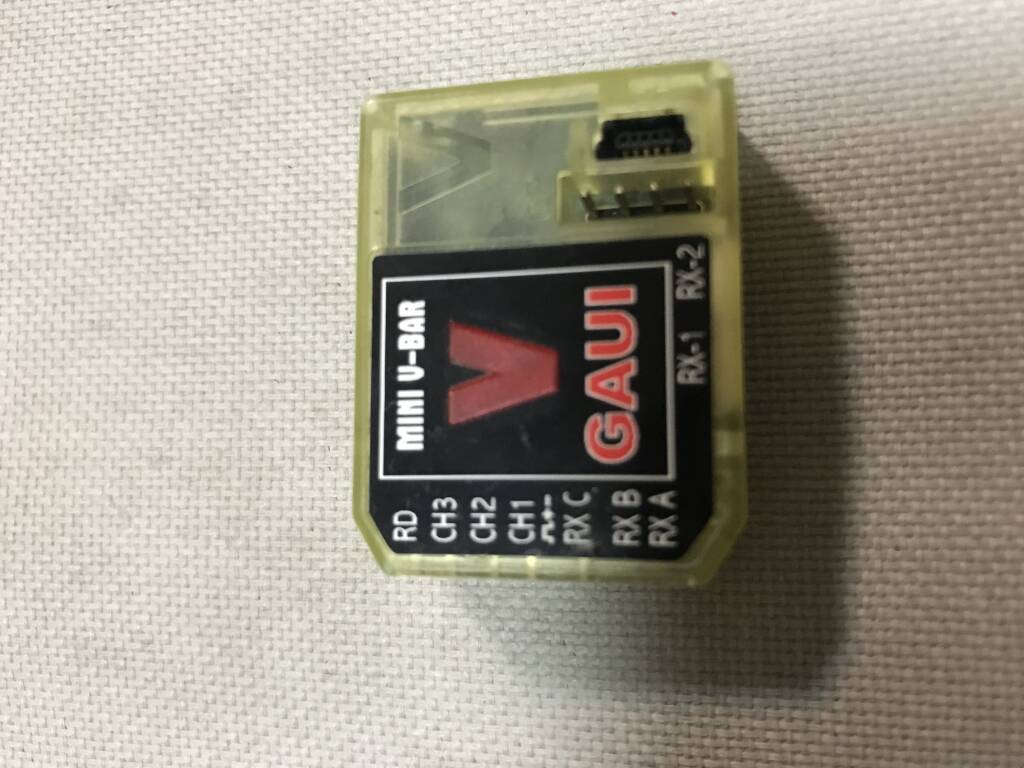 MINI V-BAR
V
GAUI
RX-1 RX-2
RD
CH3
CH2
CH1
RX C
RX B
RX A